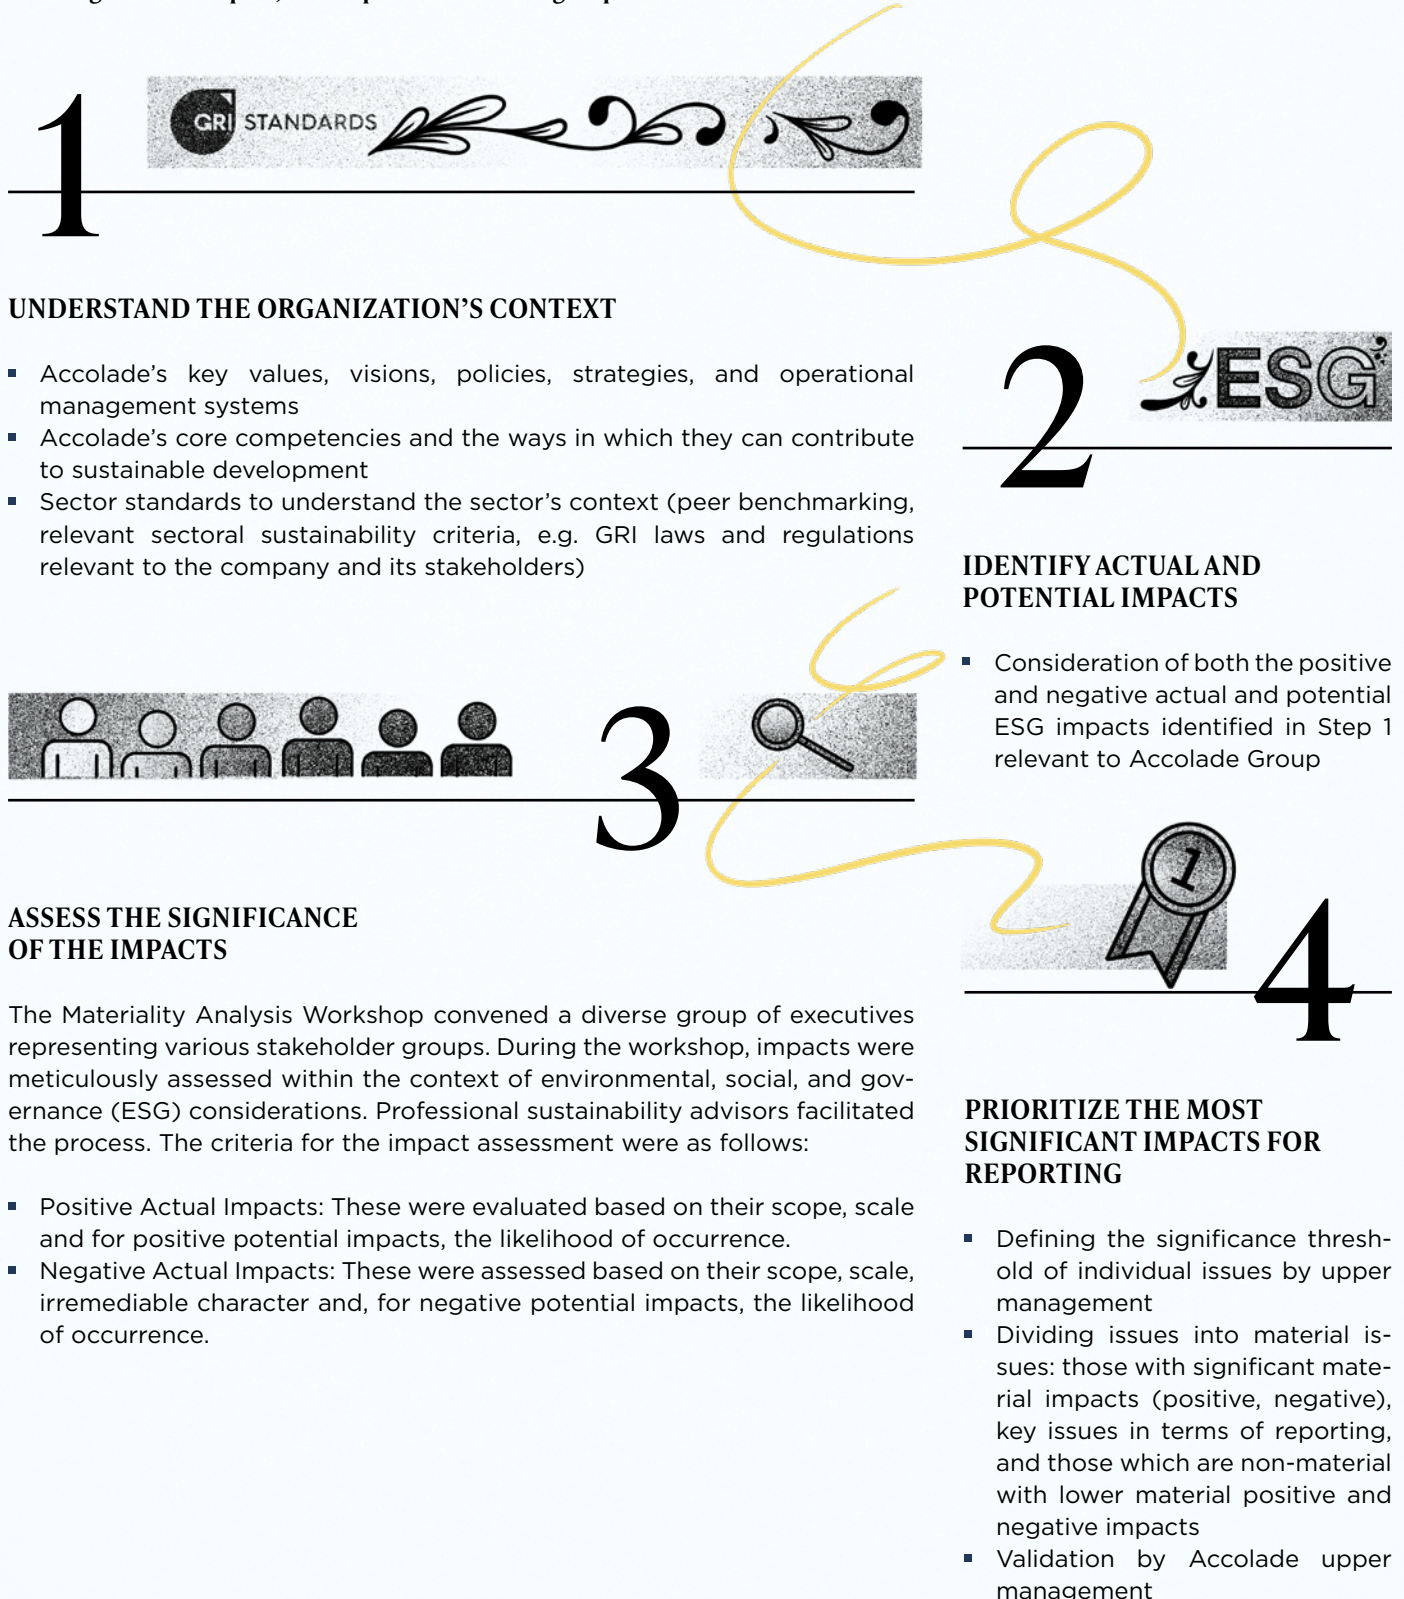 1
GRI STANDARDS
UNDERSTAND THE ORGANIZATION’S CONTEXT
▪ Accolade’s key values, visions, policies, strategies, and operational
management systems
▪ Accolade’s core competencies and the ways in which they can contribute
to sustainable development
▪ Sector standards to understand the sector’s context (peer benchmarking,
relevant sectoral sustainability criteria, e.g. GRI laws and regulations
relevant to the company and its stakeholders)
2
ESG
IDENTIFY ACTUAL AND
POTENTIAL IMPACTS
▪ Consideration of both the positive
and negative actual and potential
ESG impacts identified in Step 1
relevant to Accolade Group
3
ASSESS THE SIGNIFICANCE
OF THE IMPACTS
The Materiality Analysis Workshop convened a diverse group of executives
representing various stakeholder groups. During the workshop, impacts were
meticulously assessed within the context of environmental, social, and gov-
ernance (ESG) considerations. Professional sustainability advisors facilitated
the process. The criteria for the impact assessment were as follows:
▪ Positive Actual Impacts: These were evaluated based on their scope, scale
and for positive potential impacts, the likelihood of occurrence.
▪ Negative Actual Impacts: These were assessed based on their scope, scale,
irremediable character and, for negative potential impacts, the likelihood
of occurrence.
1
4
PRIORITIZE THE MOST
SIGNIFICANT IMPACTS FOR
REPORTING
▪ Defining the significance thresh-
old of individual issues by upper
management
▪ Dividing issues into material is-
sues: those with significant mate-
rial impacts (positive, negative),
key issues in terms of reporting,
and those which are non-material
with lower material positive and
negative impacts
▪ Validation by Accolade upper
management